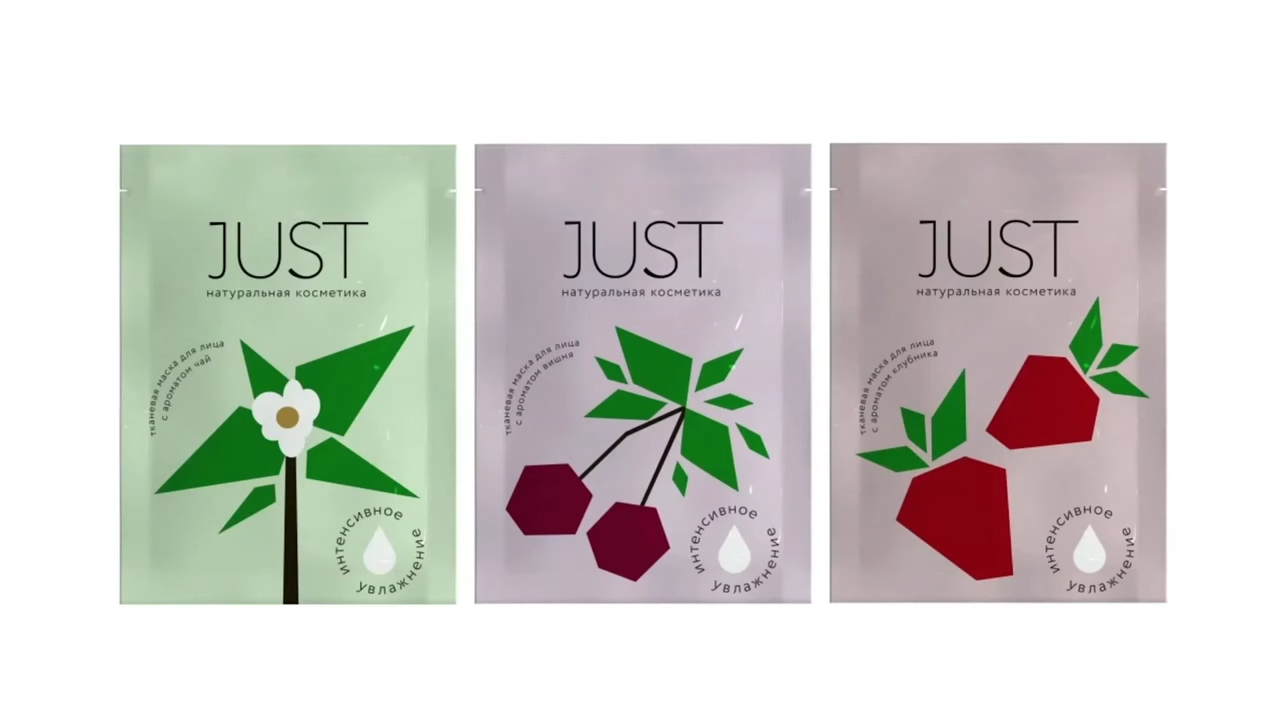 JUST
натуральная косметика
тканевая маска для лица
с ароматом чай
интенсивное
увлажнение
JUST
натуральная косметика
тканевая маска для лица
с ароматом вишня
интенсивное
увлажнение
JUST
натуральная косметика
тканевая маска для лица
с ароматом клубника
интенсивное
увлажнение